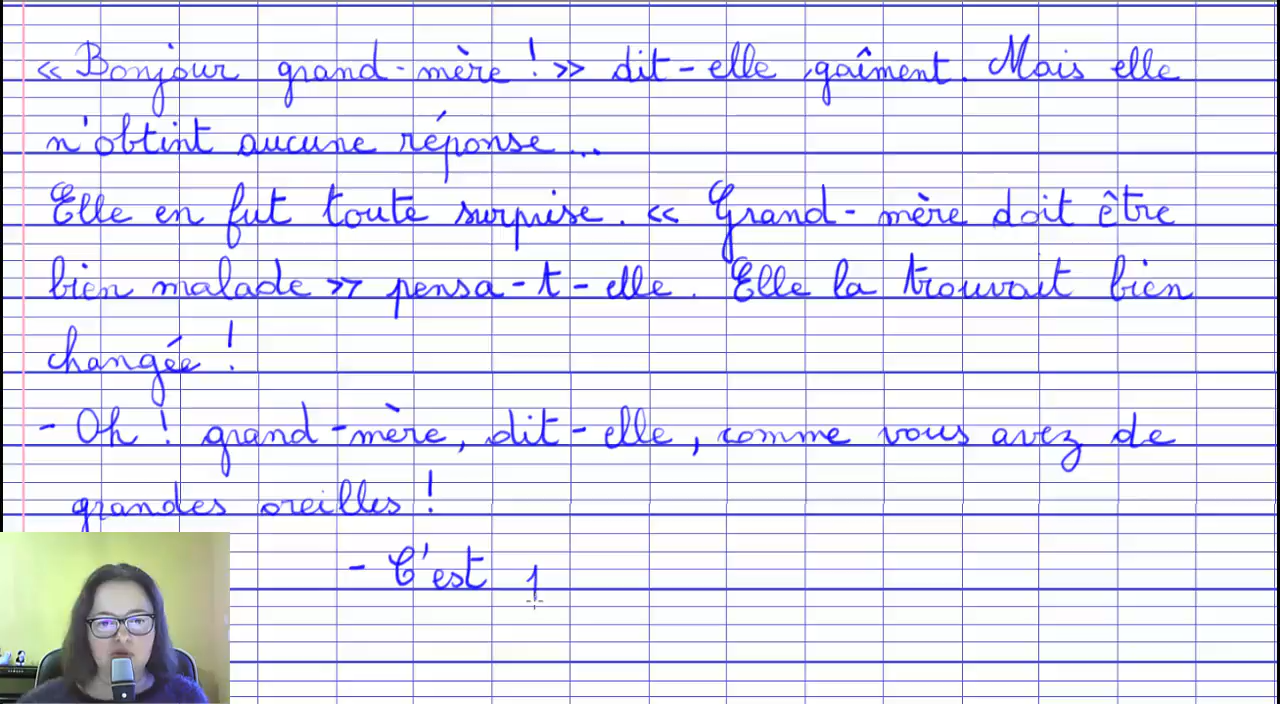 « Bonjour grand-mère ! » dit-elle gaîment. Mais elle
n'obtint aucune réponse...
Elle en fut toute surprise. « Grand-mère doit être
bien malade » pensa-t-elle. Elle la trouvait bien
changée !
- Oh ! grand-mère, dit-elle, comme vous avez de
grandes oreilles !
- C'est